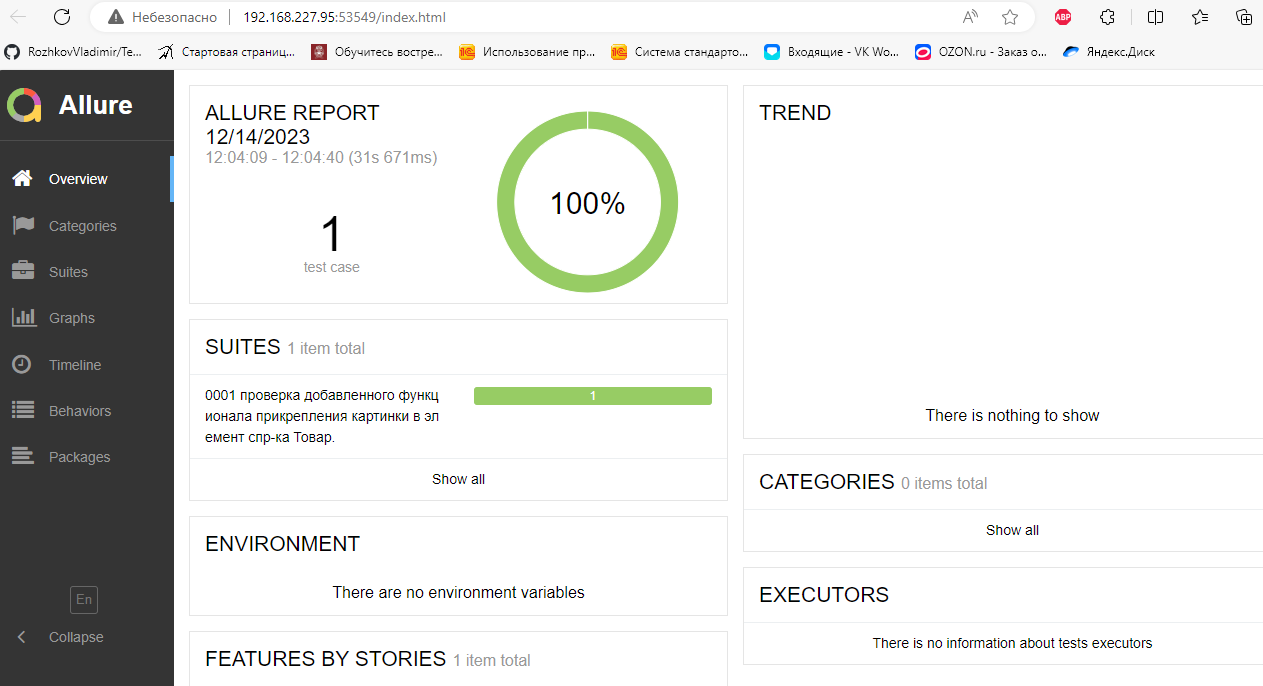 Небезопасно 192.168.227.95:53549/index.html
ABP
RozhkovVladimir/Te...
Стартовая страниц...
Обучитесь востре...
Использование пр...
Система стандарто...
Входящие - VK Wo...
OZON.ru - Заказ о...
Яндекс.Диск
Allure
Overview
Categories
Suites
Graphs
Timeline
Behaviors
Packages
En
Collapse
ALLURE REPORT
12/14/2023
12:04:09 - 12:04:40 (31s 671ms)
1
test case
100%
SUITES 1 item total
0001 проверка добавленного функц
ионала прикрепления картинки в эл
емент спр-ка Товар.
1
Show all
ENVIRONMENT
There are no environment variables
FEATURES BY STORIES 1 item total
TREND
There is nothing to show
CATEGORIES 0 items total
Show all
EXECUTORS
There is no information about tests executors